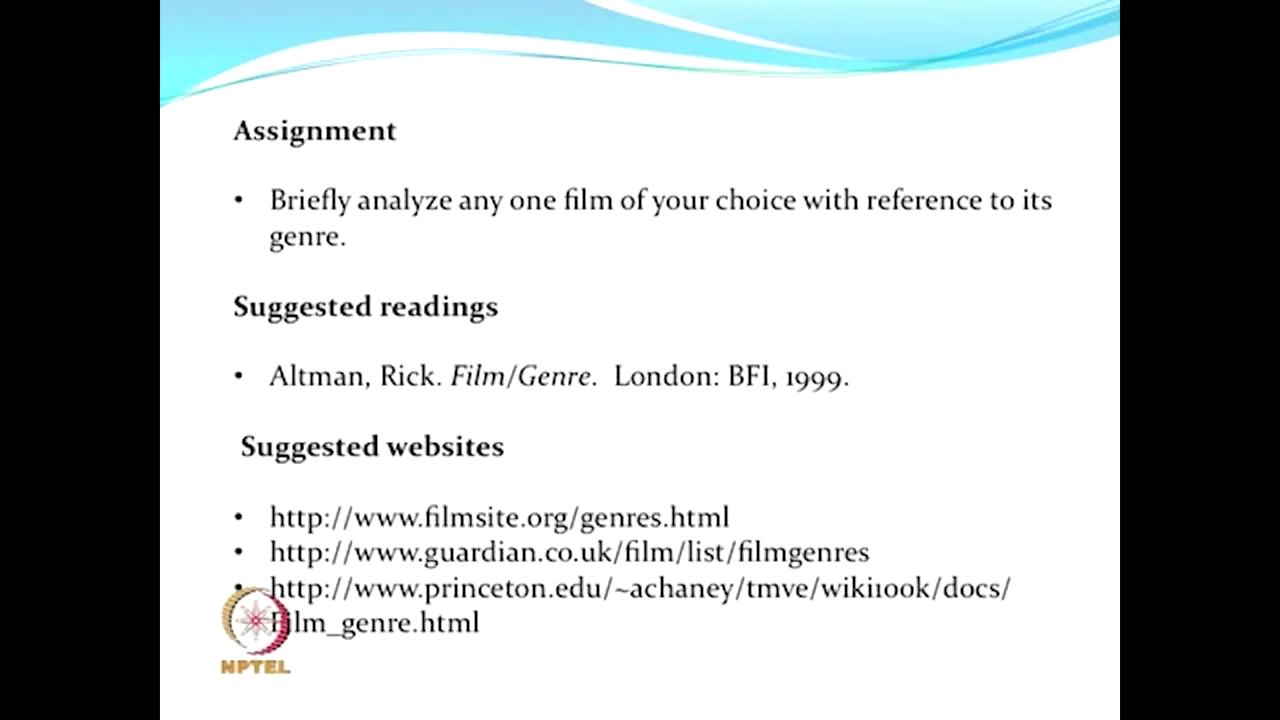 Assignment
• Briefly analyze any one film of your choice with reference to its
genre.
Suggested readings
• Altman, Rick. Film/Genre. London: BFI, 1999.
Suggested websites
• http://www.filmsite.org/genres.html
• http://www.guardian.co.uk/film/list/filmgenres
• http://www.princeton.edu/~achaney/tmve/wiki100k/docs/
Film_genre.html
NPTEL